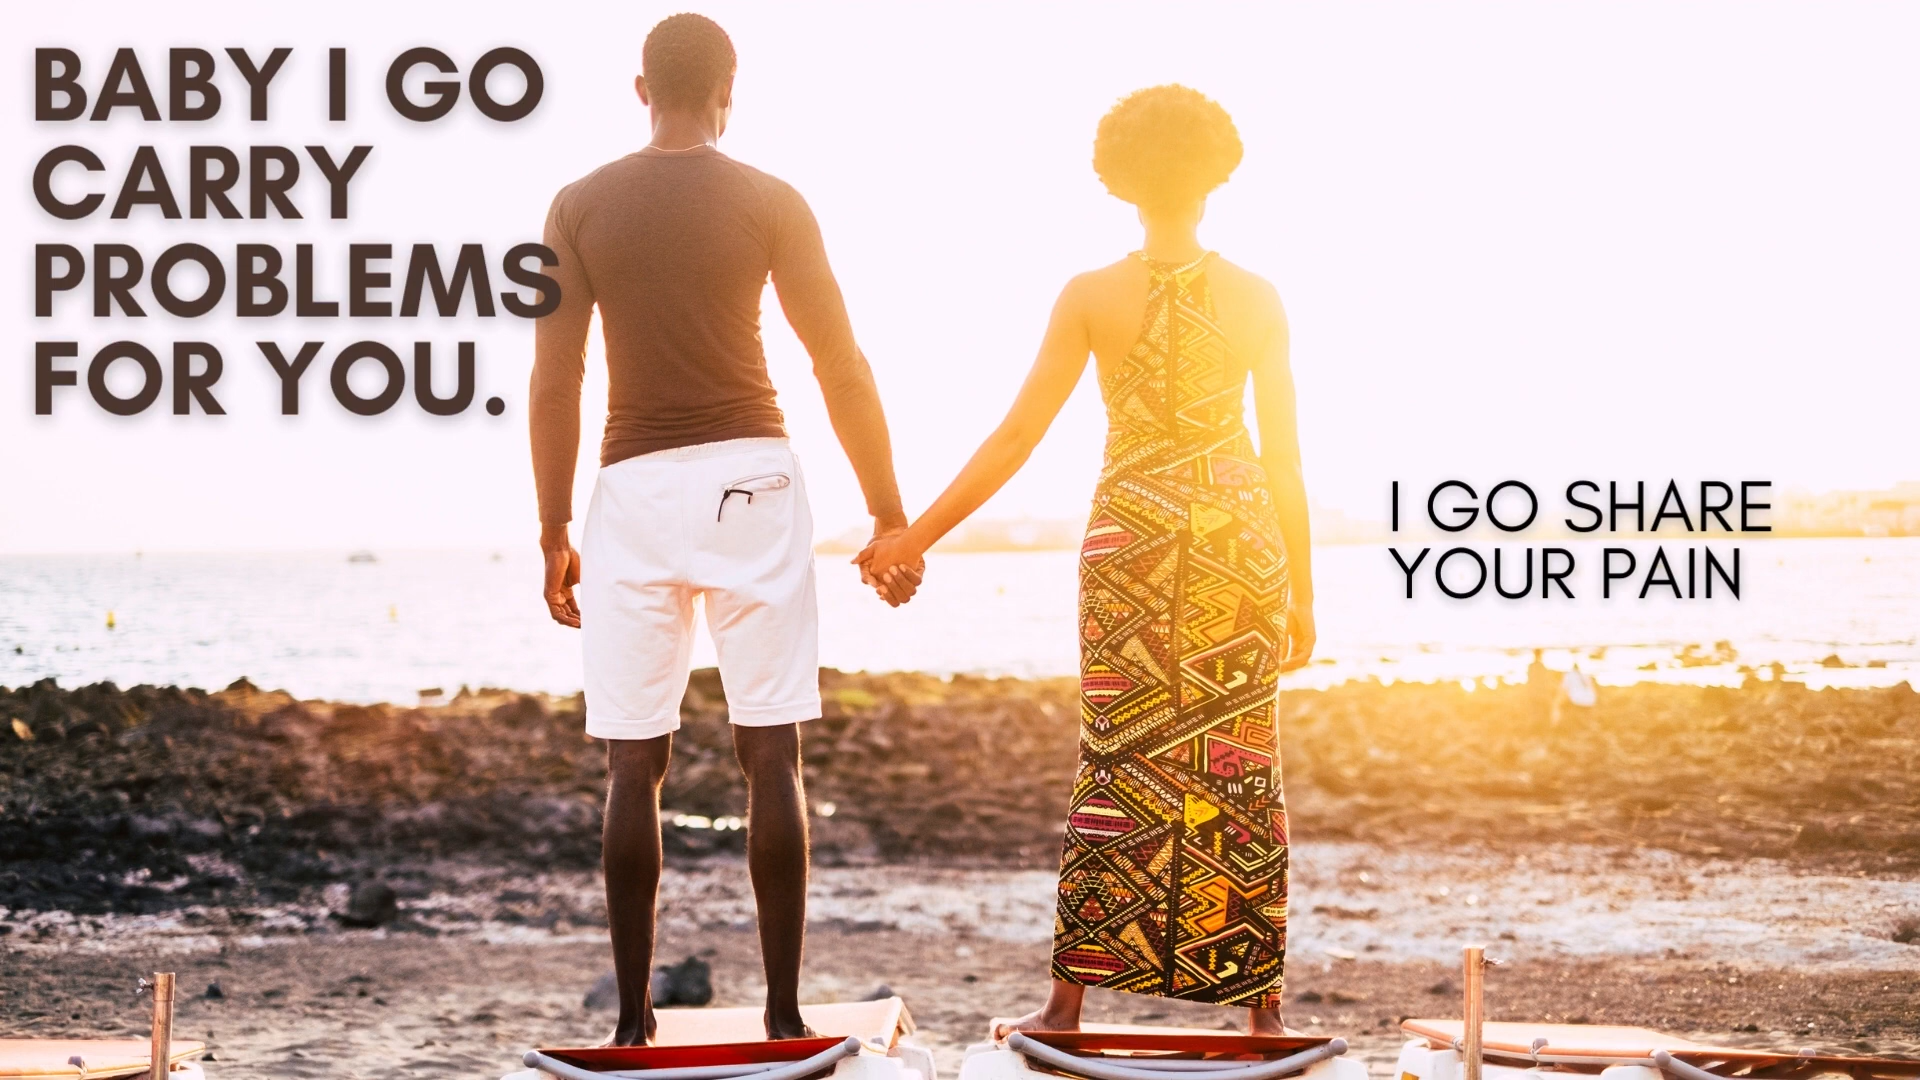 BABY I GO
CARRY
PROBLEMS
FOR YOU.
I GO SHARE
YOUR PAIN